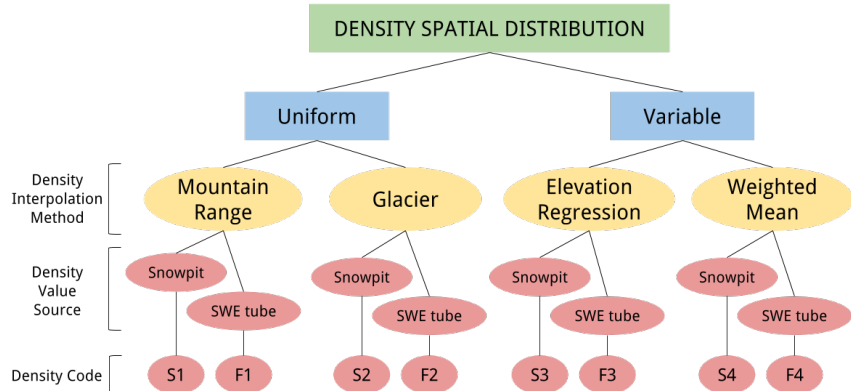 DENSITY SPATIAL DISTRIBUTION
Uniform
Variable
Density
Interpolation
Method
Mountain
Range
Glacier
Elevation
Regression
Weighted
Mean
Density
Value
Source
Snowpit
SWE tube
Snowpit
SWE tube
Snowpit
SWE tube
Snowpit
SWE tube
Density Code
S1
F1
S2
F2
S3
F3
S4
F4